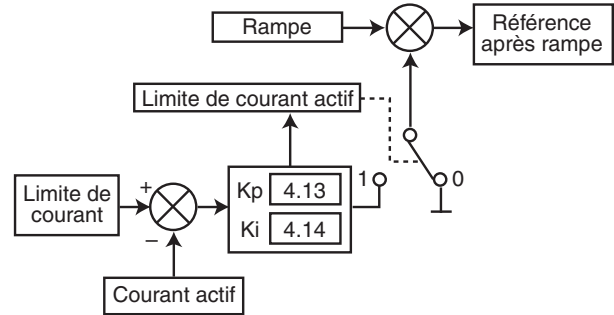 Rampe
Référence
après rampe
Limite de courant actif
1
0
Limite de
courant
+
−
Kp 4.13
Ki 4.14
Courant actif